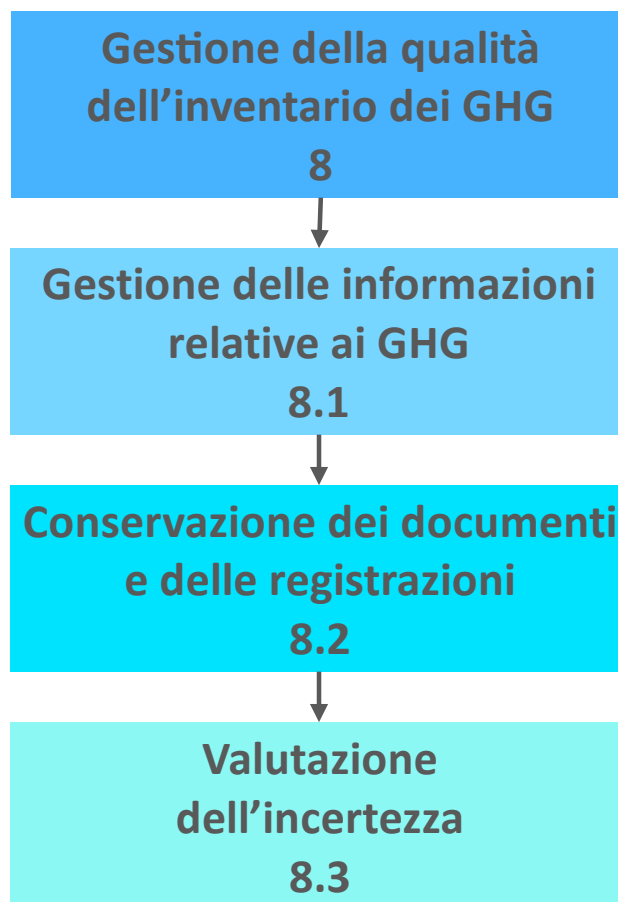 Gestione della qualità
dell’inventario dei GHG
8
Gestione delle informazioni
relative ai GHG
8.1
Conservazione dei documenti
e delle registrazioni
8.2
Valutazione
dell’incertezza
8.3